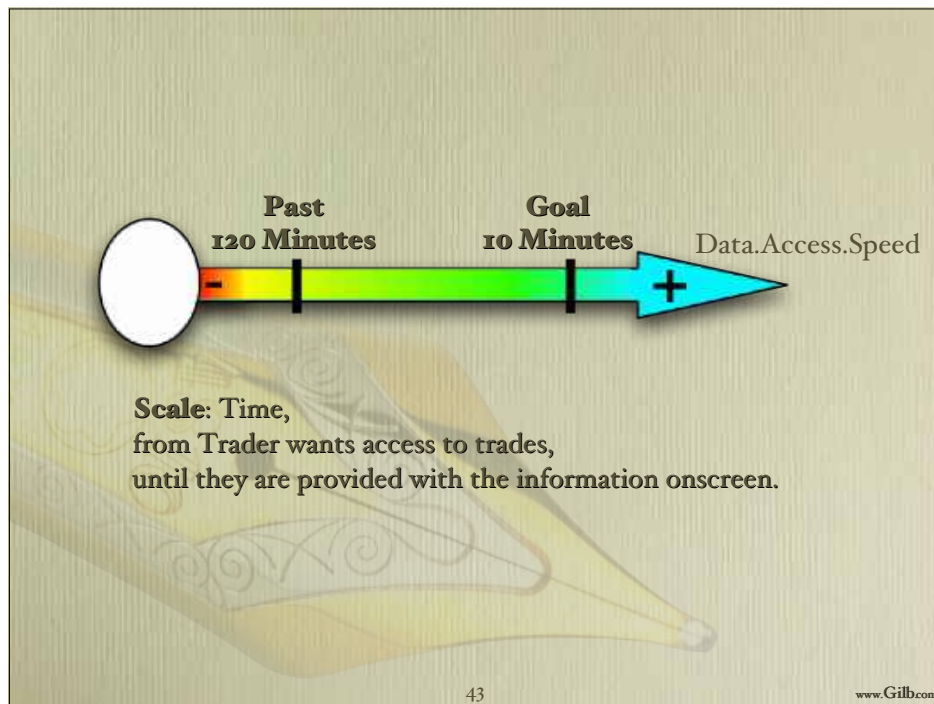 Past
120 Minutes
Goal
10 Minutes
Data.Access.Speed
-
+
Scale: Time,
from Trader wants access to trades,
until they are provided with the information onscreen.
43
www.Gilb.com